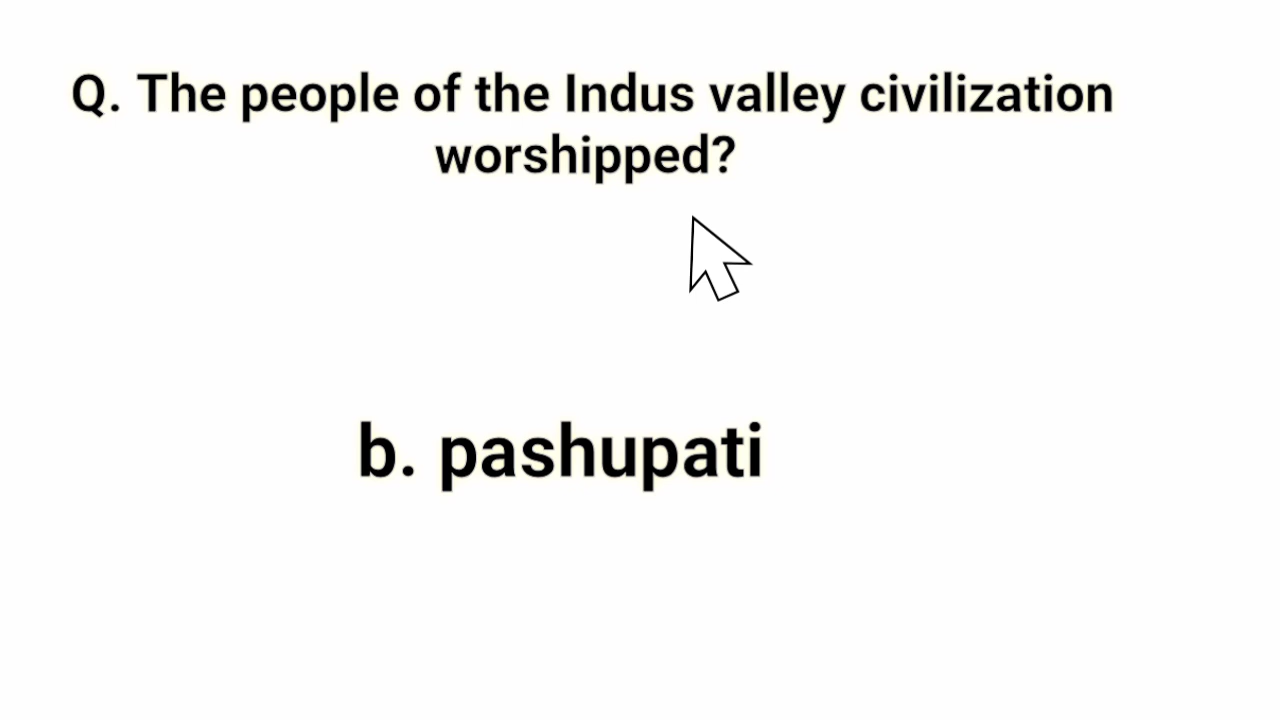 Q. The people of the Indus valley civilization
worshipped?
b. pashupati